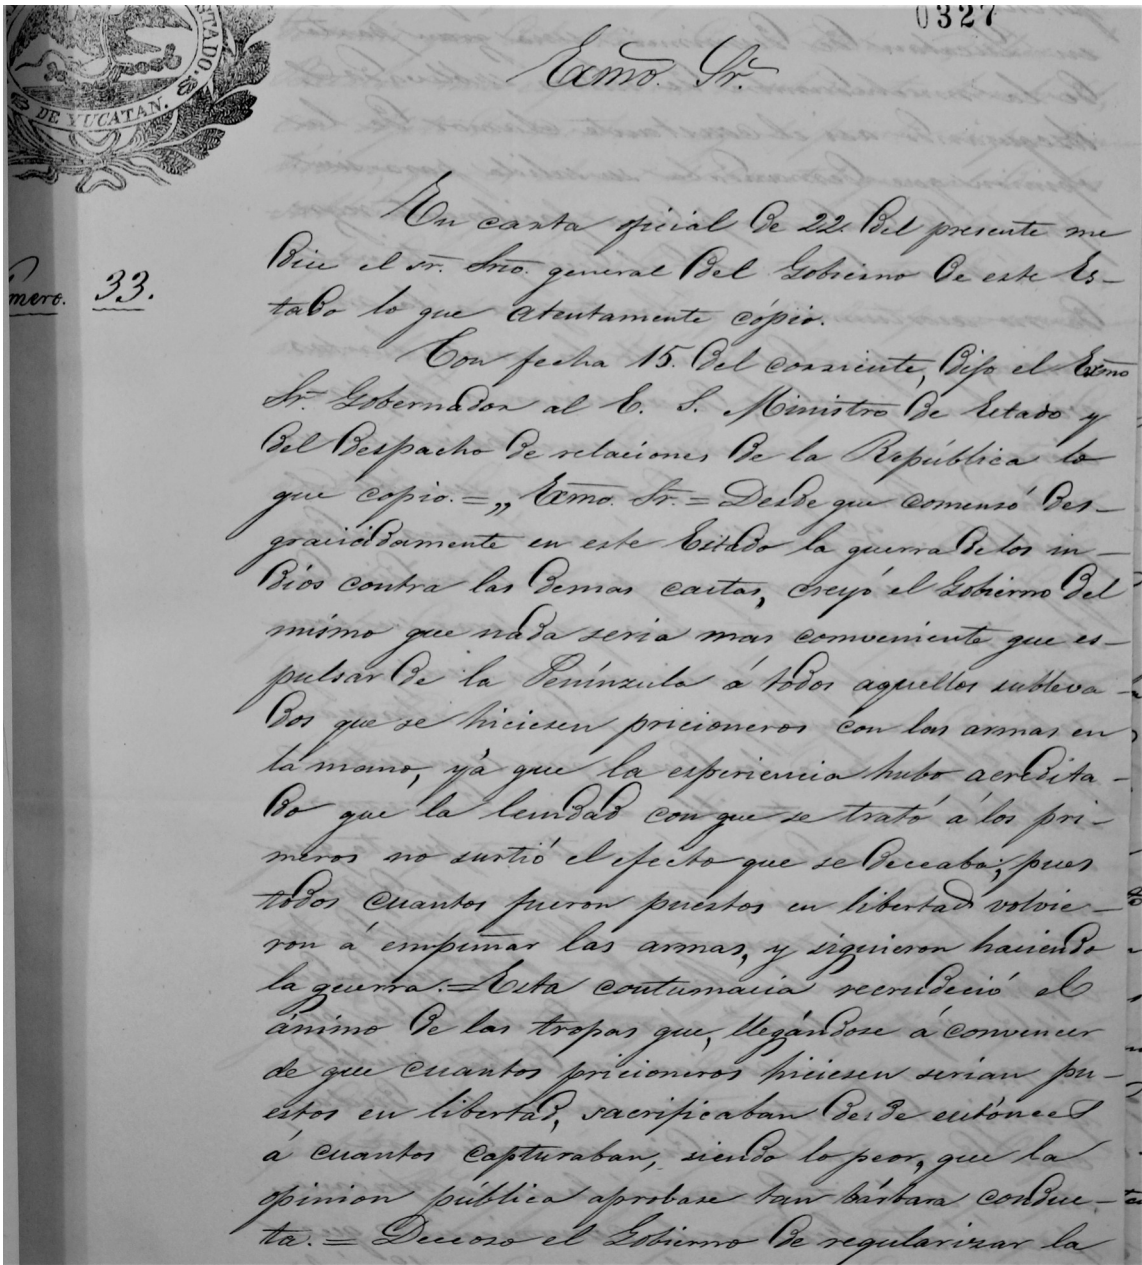 0327
ESTADO.
DE YUCATAN.
Exmo. Sr.
mero. 33.
En carta oficial de 22 del presente me
dice el sr. Srio. general del Gobierno de este Es-
tado lo que atentamente cópio.
Con fecha 15. del corriente, dijo el Exmo
Sr. Gobernador al E. S. Ministro de Estado y
del despacho de relaciones de la República lo
que copio. = „ Exmo. Sr. = Desde que comensó des-
graciadamente en este Estado la guerra de los in-
dios contra las demas castas, creyó el Gobierno del
mismo que nada seria mas conveniente que es-
pulsar de la Península á todos aquellos subleva-
dos que se hiciesen pricioneros con las armas en
la mano, yá que la esperiencia hubo acredita-
do que la lenidad con que se trató á los pri-
meros no surtió el efecto que se deceaba; pues
todos cuantos fueron puestos en libertad volvie-
ron á empuñar las armas, y siguieron haciendo
la guerra. = Esta contumacia recrudeció el
ánimo de las tropas que, llegándose á convencer
de que cuantos pricioneros hiciesen serian pu-
estos en libertad, sacrificaban desde entónces
á cuantos capturaban, siendo lo peor, que la
opinion pública aprobase tan bárbara conduc-
ta. = Deceoso el Gobierno de regularizar la